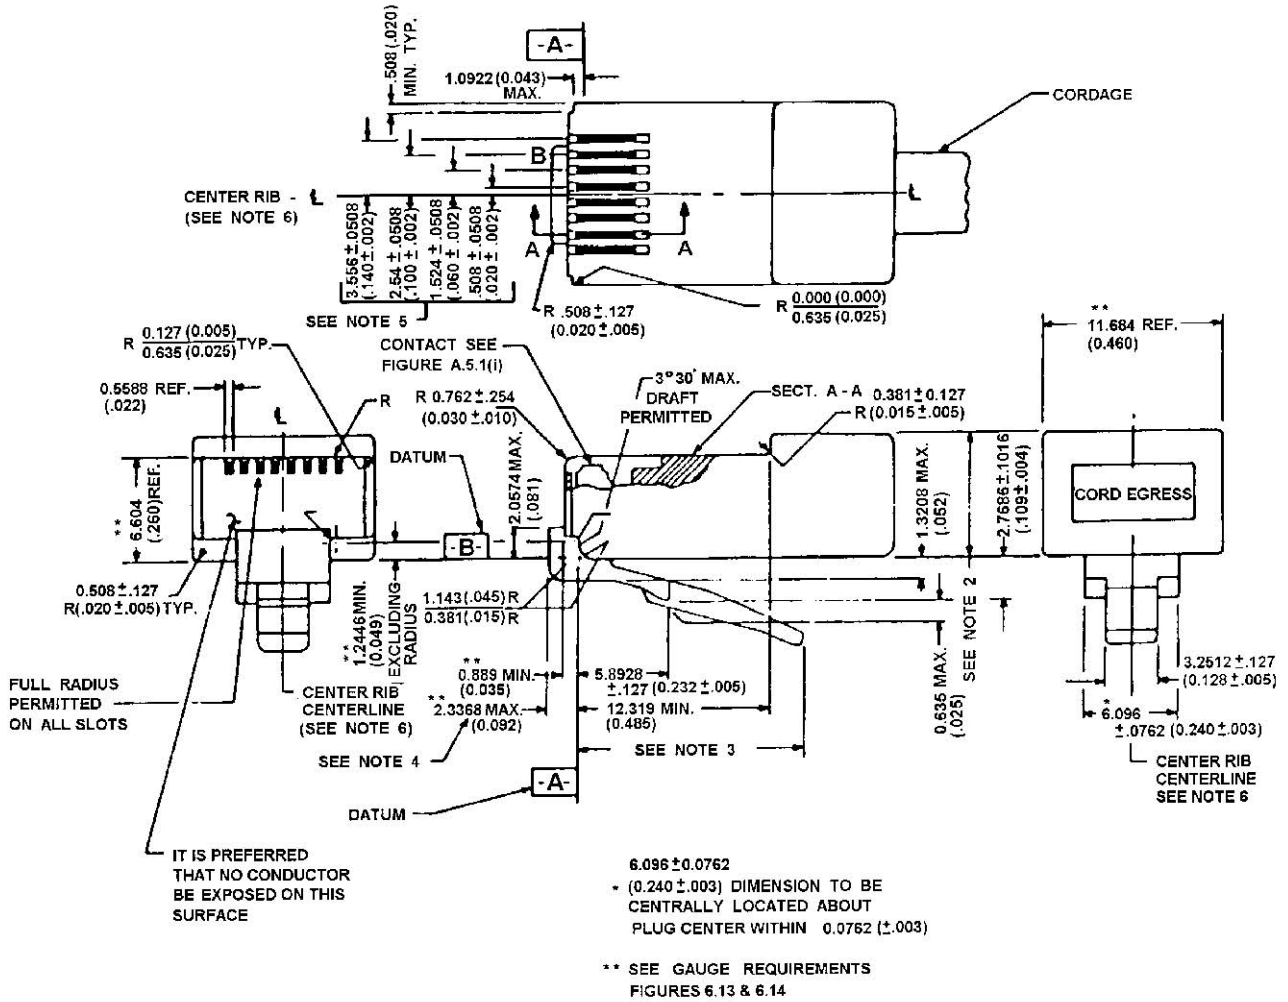 .508 (.020)
MIN. TYP.
-A-
1.0922 (0.043)
MAX.
CORDAGE
B
CENTER RIB -
(SEE NOTE 6)
A
A
3.556 ±.0508
(.140±.002)
2.54 ±.0508
(.100 ±.002)
1.524 ±.0508
(.060 ±.002)
.508 ±.0508
(.020 ±.002)
SEE NOTE 5
R .508±.127
(0.020±.005)
R 0.000 (0.000)
0.635 (0.025)
**
11.684 REF.
(0.460)
R 0.127 (0.005) TYP.
0.635 (0.025)
0.5588 REF.
(.022)
R
CONTACT SEE
FIGURE A.5.1(i)
R 0.762±.254
(0.030±.010)
3°30' MAX.
DRAFT
PERMITTED
SECT. A-A
0.381±0.127
R (0.015±.005)
DATUM
** 6.604
(.260)REF.
2.0574 MAX.
(.081)
-B-
1.3208 MAX.
(.052)
2.7686±.1016
(.109±.004)
CORD EGRESS
0.508±.127
R(.020±.005) TYP.
** 1.2446MIN.
(0.049)
EXCLUDING
RADIUS
1.143(.045) R
0.381(.015) R
SEE NOTE 2
0.635 MAX.
(.025)
**
0.889 MIN.
(0.035)
5.8928
±.127 (0.232±.005)
**
2.3368 MAX.
(0.092)
12.319 MIN.
(0.485)
3.2512±.127
(0.128±.005)
*
6.096
±.0762 (0.240±.003)
FULL RADIUS
PERMITTED
ON ALL SLOTS
CENTER RIB
CENTERLINE
(SEE NOTE 6)
SEE NOTE 4
SEE NOTE 3
CENTER RIB
CENTERLINE
SEE NOTE 6
-A-
DATUM
IT IS PREFERRED
THAT NO CONDUCTOR
BE EXPOSED ON THIS
SURFACE
6.096±0.0762
* (0.240±.003) DIMENSION TO BE
CENTRALLY LOCATED ABOUT
PLUG CENTER WITHIN 0.0762 (±.003)
** SEE GAUGE REQUIREMENTS
FIGURES 6.13 & 6.14